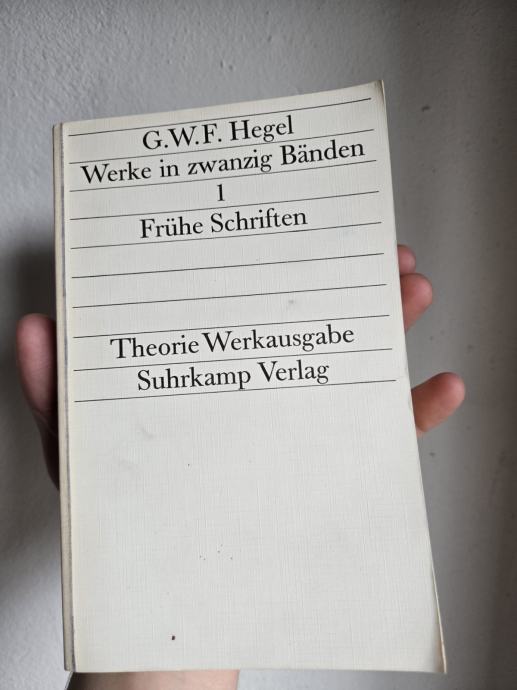 G.W.F. Hegel
Werke in zwanzig Bänden
1
Frühe Schriften
Theorie Werkausgabe
Suhrkamp Verlag